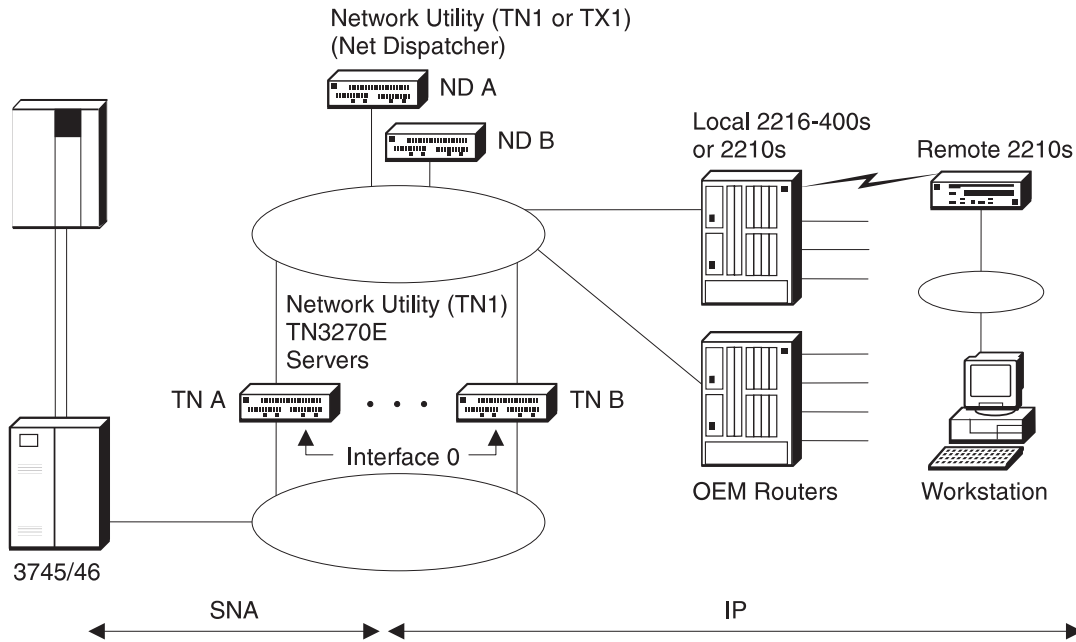 Network Utility (TN1 or TX1)
(Net Dispatcher)
ND A
ND B
Local 2216-400s
or 2210s
Remote 2210s
Network Utility (TN1)
TN3270E
Servers
TN A
TN B
Interface 0
OEM Routers
Workstation
3745/46
SNA
IP